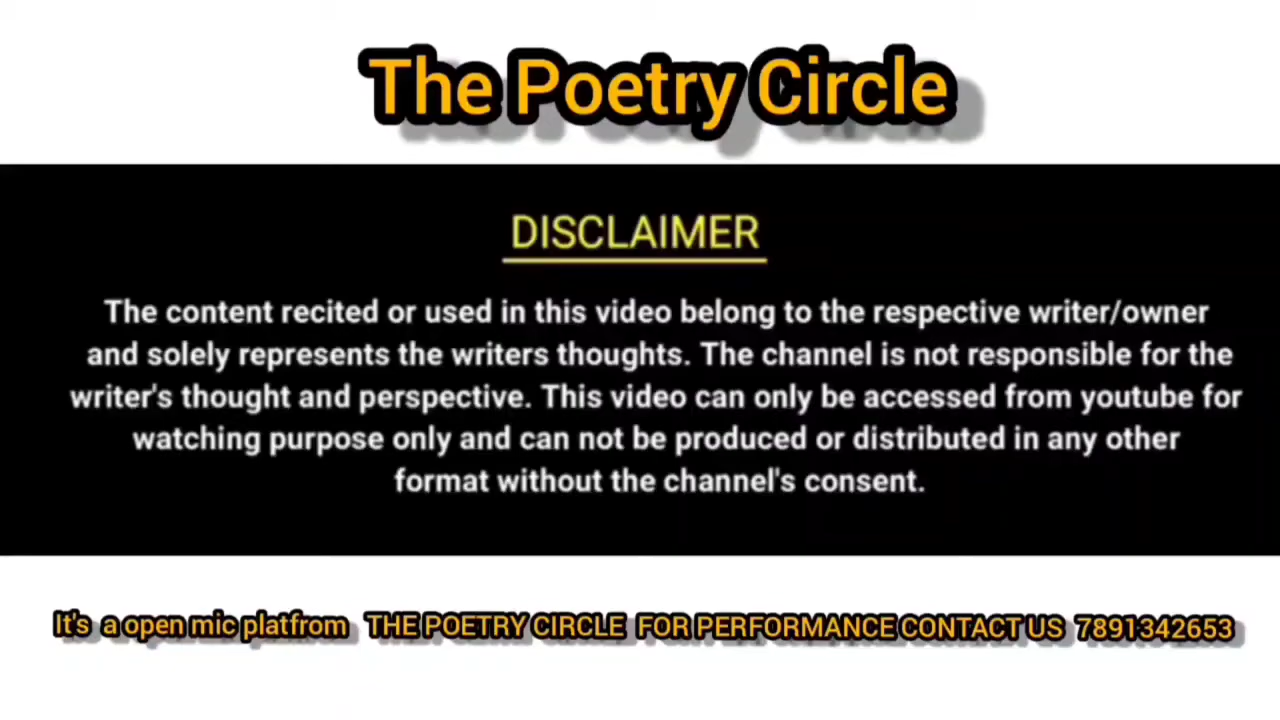 The Poetry Circle
DISCLAIMER
The content recited or used in this video belong to the respective writer/owner
and solely represents the writers thoughts. The channel is not responsible for the
writer's thought and perspective. This video can only be accessed from youtube for
watching purpose only and can not be produced or distributed in any other
format without the channel's consent.
It's a open mic platfrom THE POETRY CIRCLE FOR PERFORMANCE CONTACT US 7891342653